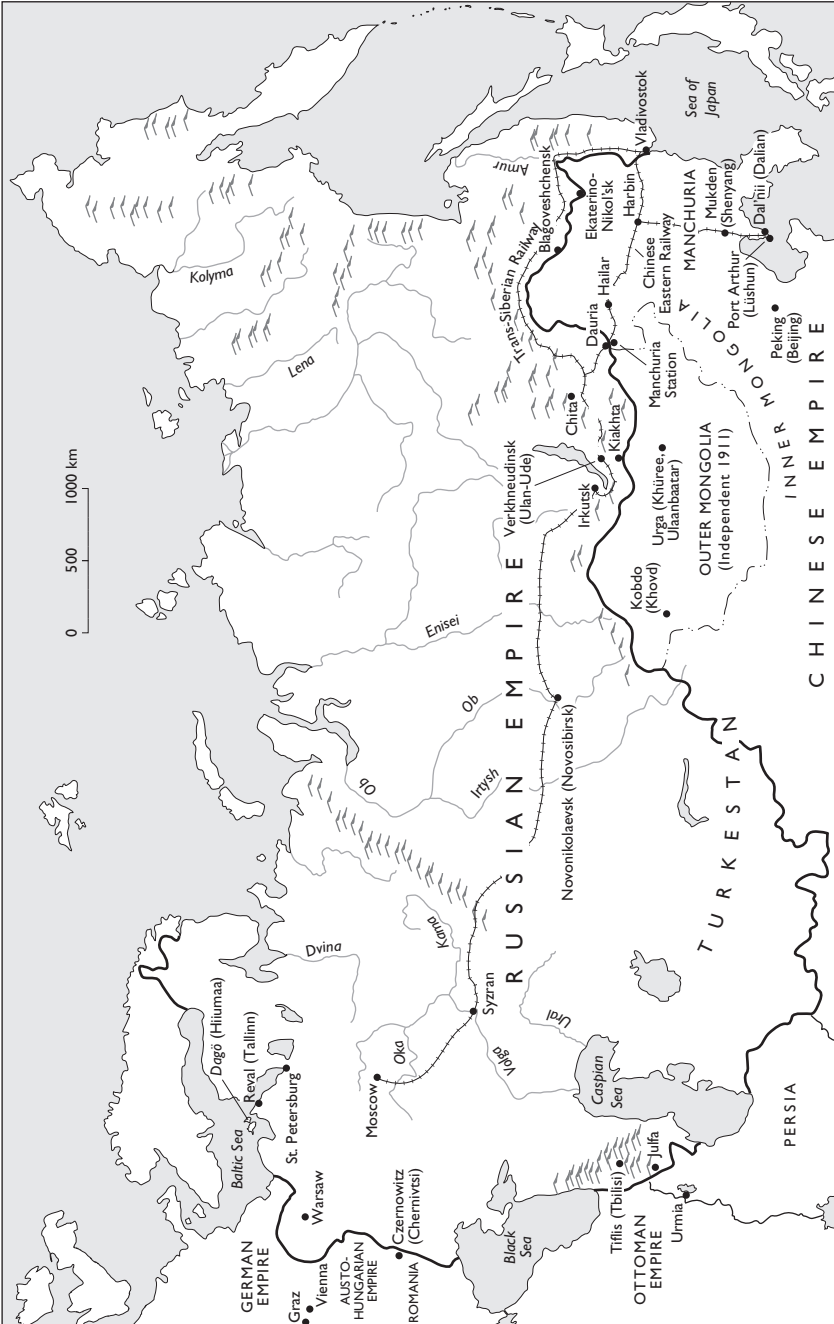 GERMAN
EMPIRE
Graz
Vienna
AUSTO-
HUNGARIAN
EMPIRE
ROMANIA
Czernowitz
(Chernivtsi)
Warsaw
Baltic Sea
Dagö (Hiiumaa)
Reval (Tallinn)
St. Petersburg
Moscow
Oka
Dvina
Kama
Syzran
Volga
Ural
Black
Sea
Caspian
Sea
Tiflis (Tbilisi)
Julfa
OTTOMAN
EMPIRE
Urmia
PERSIA
RUSSIAN EMPIRE
TURKESTAN
Ob
Irtysh
Ob
Enisei
Novonikolaevsk (Novosibirsk)
0
500
1000 km
Lena
Kolyma
Verkhneudinsk
(Ulan-Ude)
Irkutsk
Kiakhta
Chita
Trans-Siberian Railway
Dauria
Hailar
Manchuria
Station
Blagoveshchensk
Amur
Ekaterino-
Nikol'sk
Harbin
Chinese
Eastern Railway
Vladivostok
Sea of
Japan
MANCHURIA
Mukden
(Shenyang)
Dal'nii (Dalian)
Port Arthur
(Lüshun)
Peking
(Beijing)
Kobdo
(Khovd)
Urga (Khüree,
Ulaanbaatar)
OUTER MONGOLIA
(Independent 1911)
INNER MONGOLIA
CHINESE EMPIRE